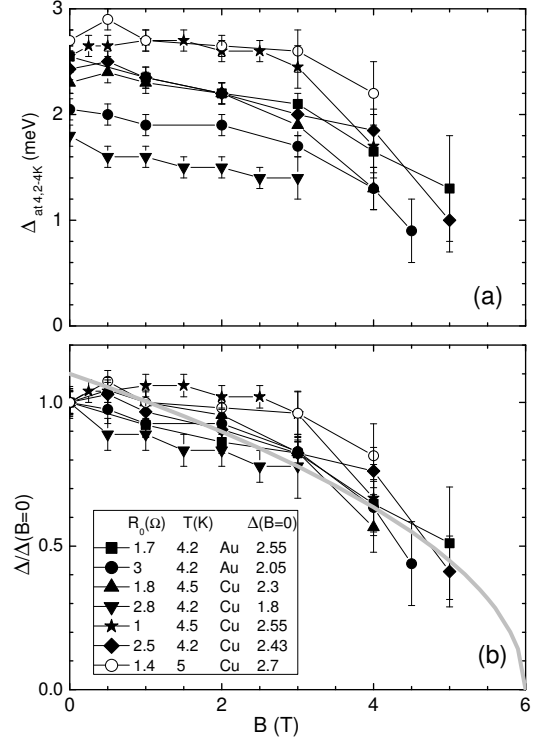 3
2
1
0
Δ at 4,2-4K (meV)
(a)
1.0
0.5
0.0
Δ/Δ(B=0)
R0(Ω) T(K) Δ(B=0)
1.7 4.2 Au 2.55
3 4.2 Au 2.05
1.8 4.5 Cu 2.3
2.8 4.2 Cu 1.8
1 4.5 Cu 2.55
2.5 4.2 Cu 2.43
1.4 5 Cu 2.7
(b)
0 2 4 6
B (T)